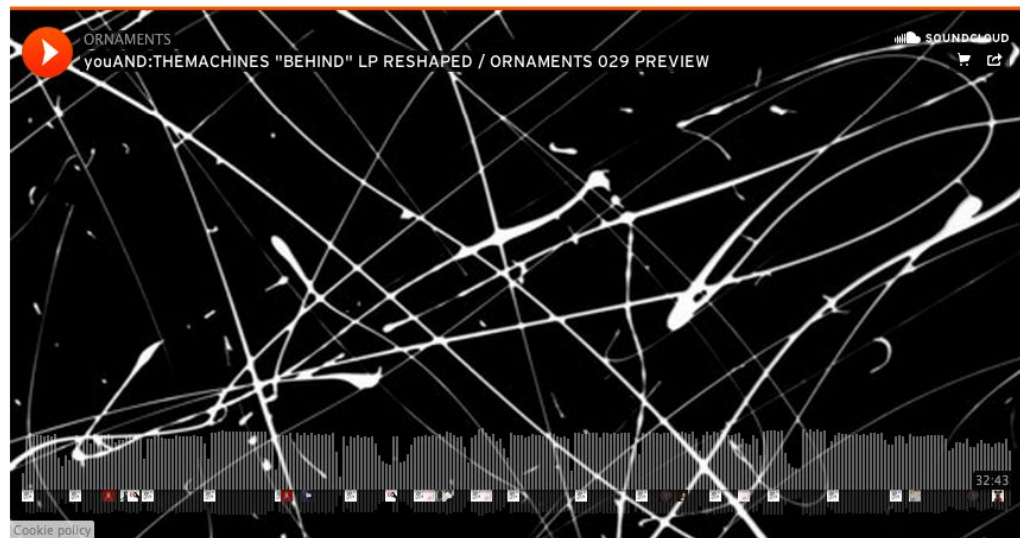 ORNAMENTS
SOUNDCLOUD
youAND:THEMACHINES "BEHIND" LP RESHAPED / ORNAMENTS 029 PREVIEW
32:43
Cookie policy